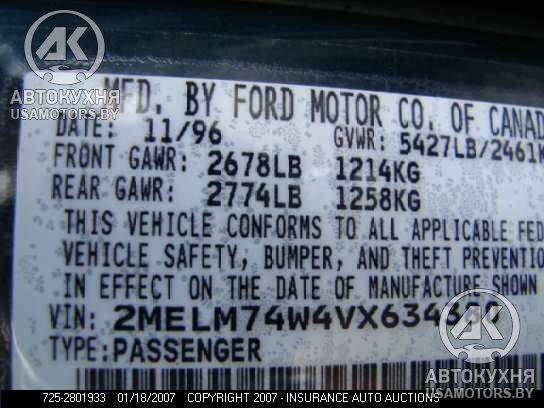 АК
АВТОКУХНЯ
USAMOTORS.BY
MFD. BY FORD MOTOR CO. OF CANAD
DATE: 11/96 GVWR: 5427LB/2461K
FRONT GAWR: 2678LB 1214KG
REAR GAWR: 2774LB 1258KG
THIS VEHICLE CONFORMS TO ALL APPLICABLE FED
VEHICLE SAFETY, BUMPER, AND THEFT PREVENTIO
IN EFFECT ON THE DATE OF MANUFACTURE SHOWN
VIN:
TYPE: PASSENGER
АК
АВТОКУХНЯ
USAMOTORS.BY
725-2801933 01/18/2007 COPYRIGHT 2007 - INSURANCE AUTO AUCTIONS